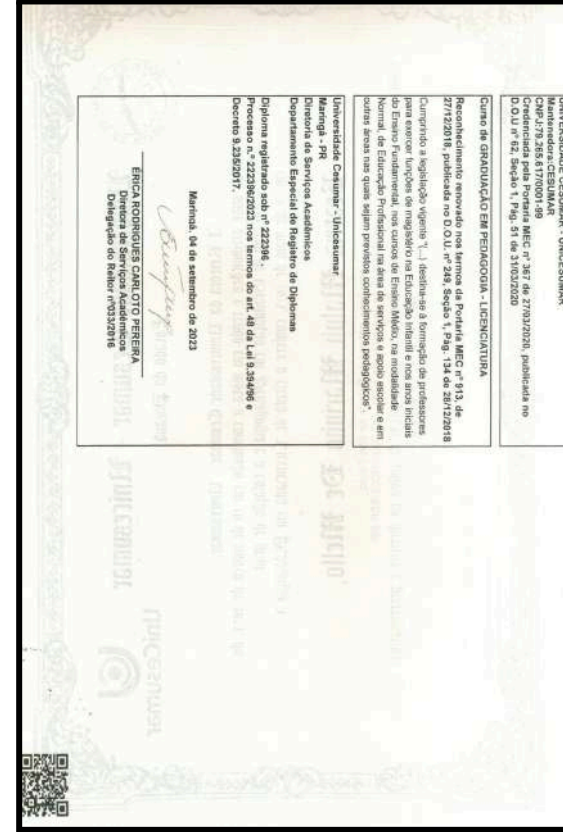 UNIVERSIDADE CESUMAR - UNICESUMAR
Mantenedora:CESUMAR
CNPJ:79.265.617/0001-99
Credenciada pela Portaria MEC nº 367 de 27/03/2020, publicada no
D.O.U nº 62, Seção 1, Pág. 51 de 31/03/2020
Curso de GRADUAÇÃO EM PEDAGOGIA - LICENCIATURA
Reconhecimento renovado nos termos da Portaria MEC nº 913, de
27/12/2018, publicada no D.O.U. nº 249, Seção 1, Pág. 134 de 28/12/2018
Cumprindo a legislação vigente "(...) destina-se à formação de professores
para exercer funções de magistério na Educação Infantil e nos anos iniciais
do Ensino Fundamental, nos cursos de Ensino Médio, na modalidade
Normal, de Educação Profissional na área de serviços e apoio escolar e em
outras áreas nas quais sejam previstos conhecimentos pedagógicos".
Universidade Cesumar - Unicesumar
Maringá - PR
Diretoria de Serviços Acadêmicos
Departamento Especial de Registro de Diplomas
Diploma registrado sob nº 222396 .
Processo n.º 222396/2023 nos termos do art. 48 da Lei 9.394/96 e
Decreto 9.235/2017.
Maringá, 04 de setembro de 2023
ÉRICA RODRIGUES CARLOTO PEREIRA
Diretora de Serviços Acadêmicos
Delegação do Reitor nº033/2016